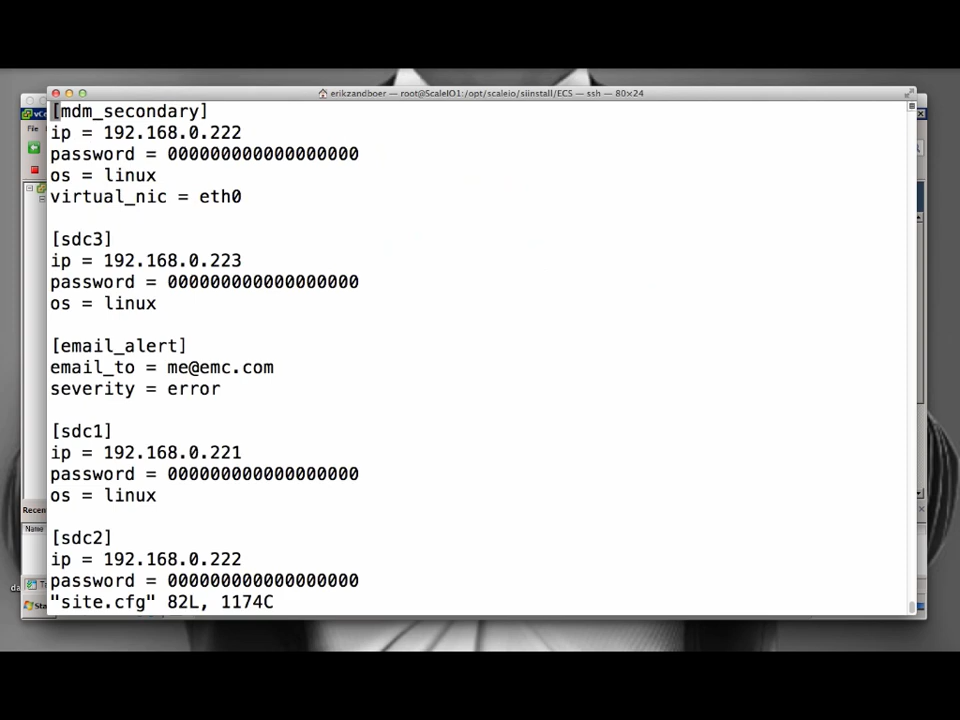 erikzandboer — root@ScaleIO1:/opt/scaleio/siinstall/ECS — ssh — 80×24
[mdm_secondary]
ip = 192.168.0.222
password = 000000000000000000
os = linux
virtual_nic = eth0
[sdc3]
ip = 192.168.0.223
password = 000000000000000000
os = linux
[email_alert]
email_to = me@emc.com
severity = error
[sdc1]
ip = 192.168.0.221
password = 000000000000000000
os = linux
[sdc2]
ip = 192.168.0.222
password = 000000000000000000
"site.cfg" 82L, 1174C
File
Recen
Name